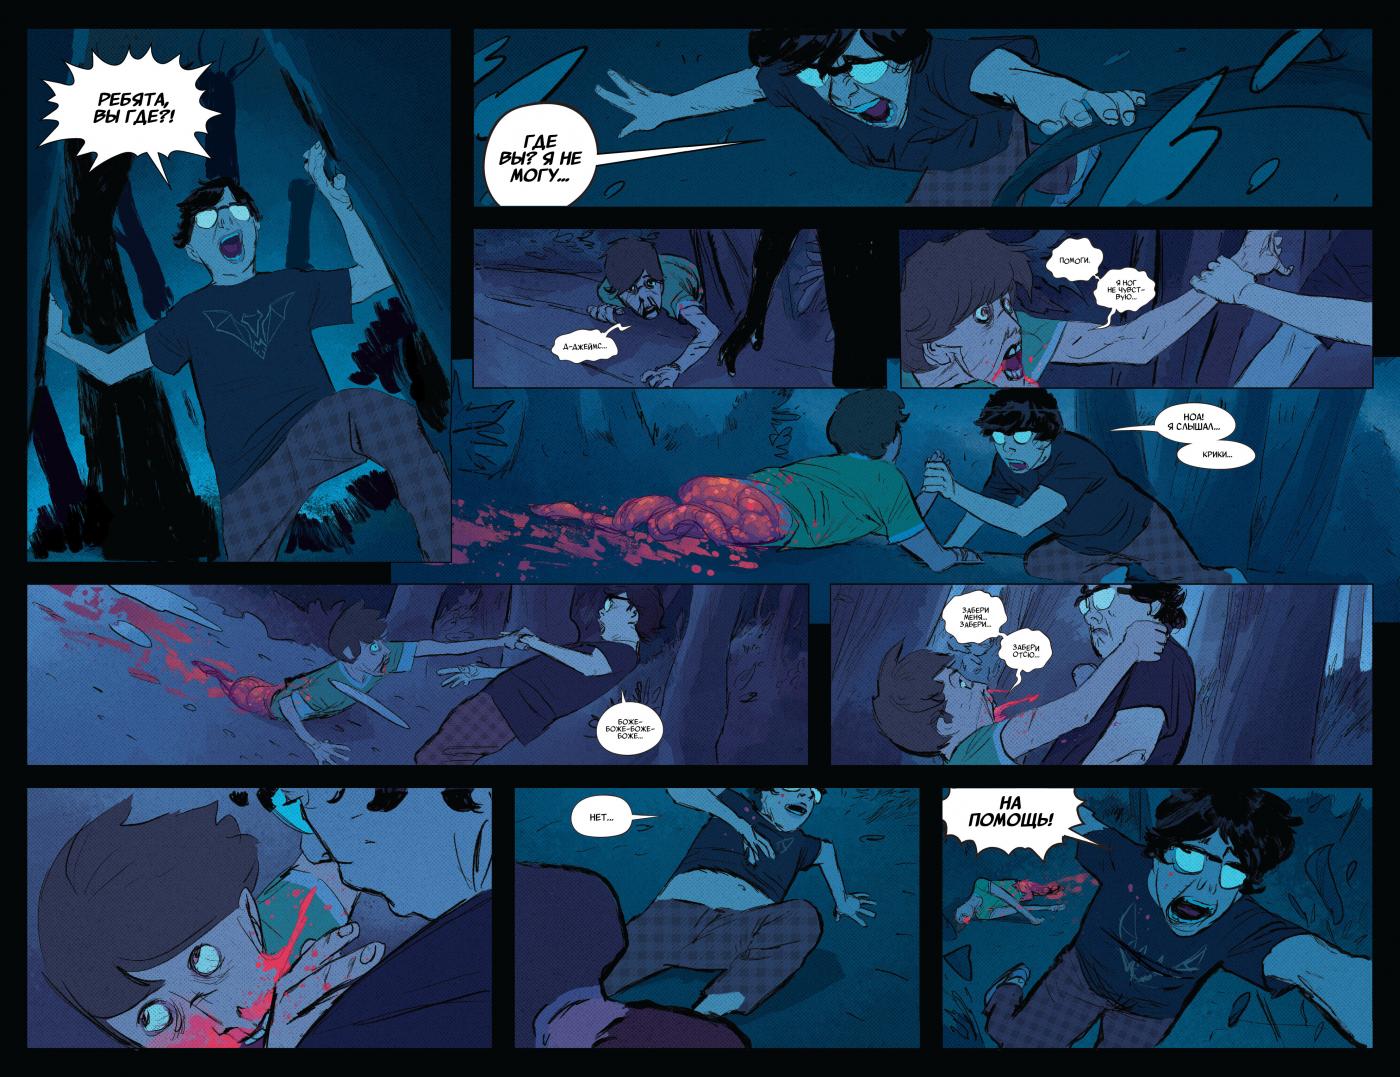 РЕБЯТА,
ВЫ ГДЕ?!
ГДЕ
ВЫ? Я НЕ
МОГУ...
Д-ДЖЕЙМС...
ПОМОГИ.
Я НОГ
НЕ ЧУВСТ-
ВУЮ...
НОА!
Я СЛЫШАЛ...
КРИКИ...
БОЖЕ-
БОЖЕ-БОЖЕ-
БОЖЕ...
ЗАБЕРИ
МЕНЯ...
ЗАБЕРИ...
ЗАБЕРИ
ОТСЮ...
НЕТ...
НА
ПОМОЩЬ!